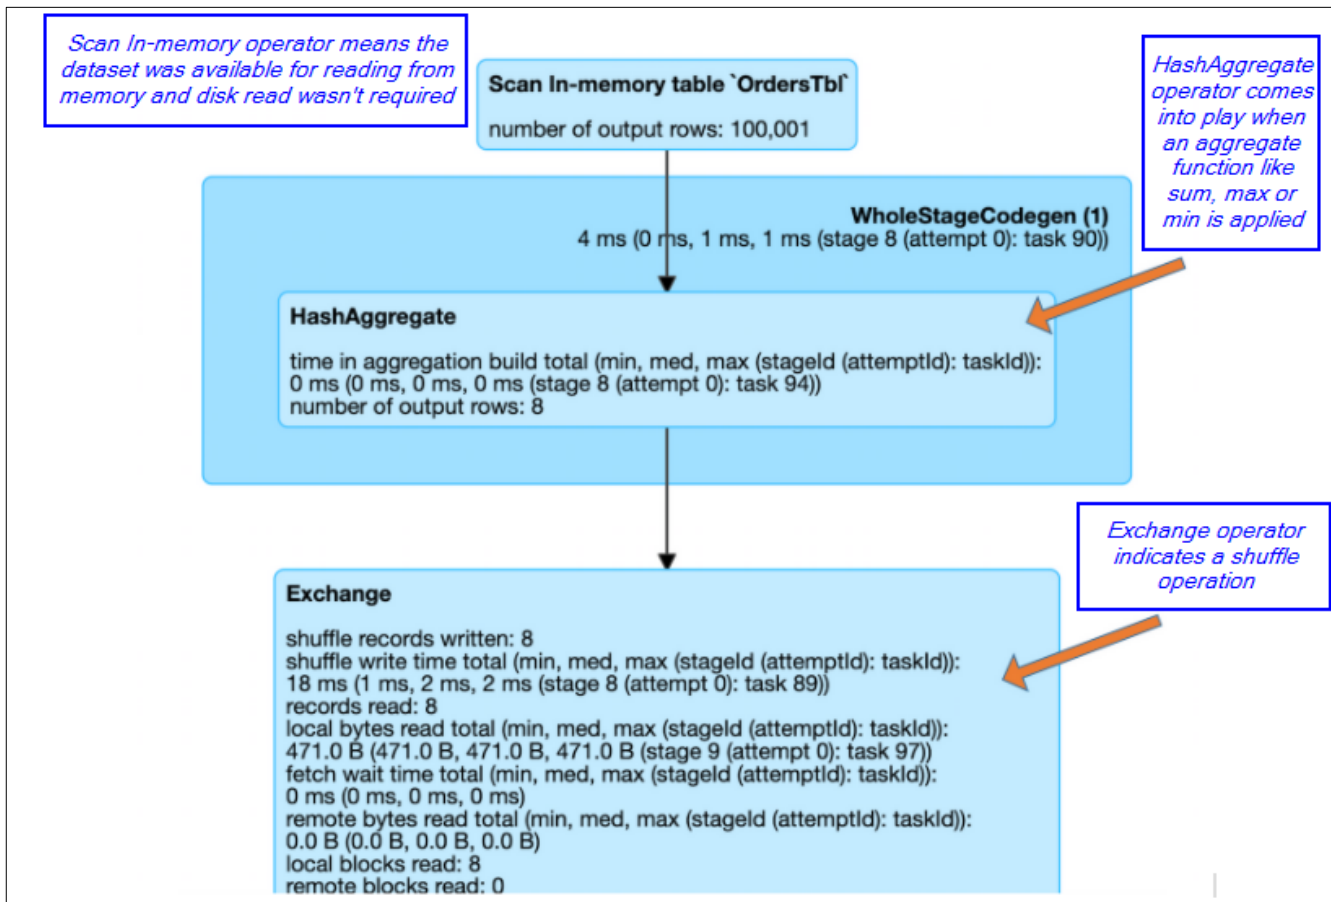 Scan In-memory operator means the
dataset was available for reading from
memory and disk read wasn't required
Scan In-memory table `OrdersTbl`
number of output rows: 100,001
HashAggregate
operator comes
into play when
an aggregate
function like
sum, max or
min is applied
WholeStageCodegen (1)
4 ms (0 ms, 1 ms, 1 ms (stage 8 (attempt 0): task 90))
HashAggregate
time in aggregation build total (min, med, max (stageId (attemptId): taskId)):
0 ms (0 ms, 0 ms, 0 ms (stage 8 (attempt 0): task 94))
number of output rows: 8
Exchange operator
indicates a shuffle
operation
Exchange
shuffle records written: 8
shuffle write time total (min, med, max (stageId (attemptId): taskId)):
18 ms (1 ms, 2 ms, 2 ms (stage 8 (attempt 0): task 89))
records read: 8
local bytes read total (min, med, max (stageId (attemptId): taskId)):
471.0 B (471.0 B, 471.0 B, 471.0 B (stage 9 (attempt 0): task 97))
fetch wait time total (min, med, max (stageId (attemptId): taskId)):
0 ms (0 ms, 0 ms, 0 ms)
remote bytes read total (min, med, max (stageId (attemptId): taskId)):
0.0 B (0.0 B, 0.0 B, 0.0 B)
local blocks read: 8
remote blocks read: 0